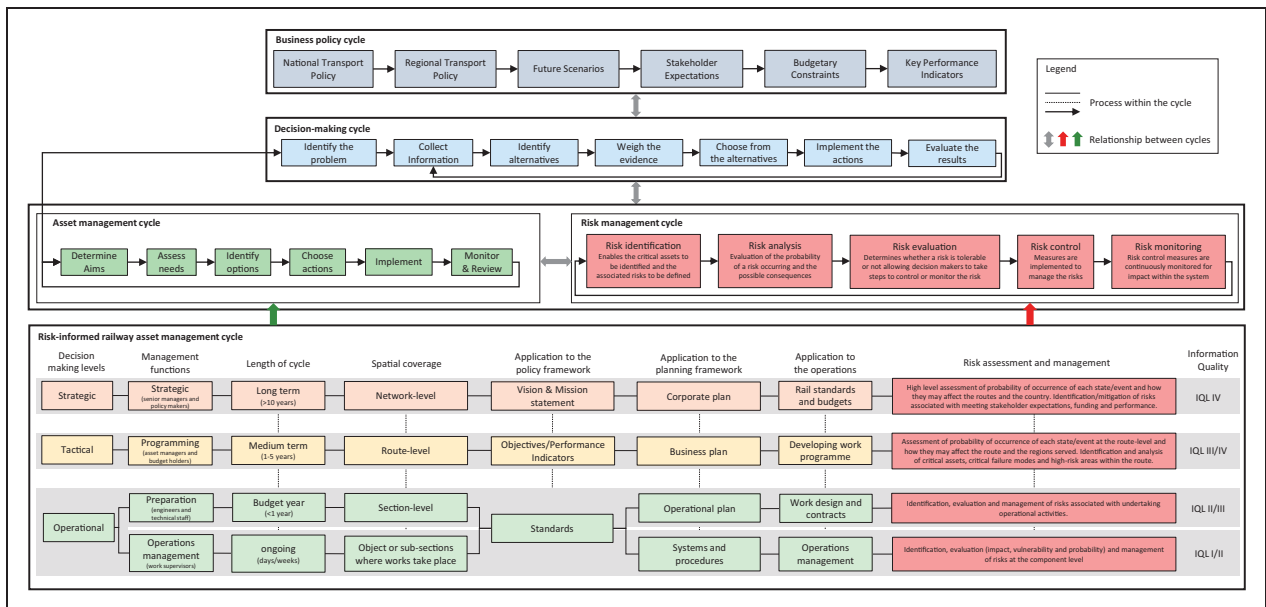 Business policy cycle
National Transport
Policy
Regional Transport
Policy
Future Scenarios
Stakeholder
Expectations
Budgetary
Constraints
Key Performance
Indicators
Legend
Process within the cycle
Relationship between cycles
Decision-making cycle
Identify the
problem
Collect
Information
Identify
alternatives
Weigh the
evidence
Choose from
the alternatives
Implement the
actions
Evaluate the
results
Asset management cycle
Determine
Aims
Assess
needs
Identify
options
Choose
actions
Implement
Monitor
& Review
Risk management cycle
Risk identification
Enables the critical assets to
be identified and the
associated risks to be defined
Risk analysis
Evaluation of the probability
of a risk occurring and the
possible consequences
Risk evaluation
Determines whether a risk is tolerable
or not allowing decision makers to take
steps to control or monitor the risk
Risk control
Measures are
implemented to
manage the risks
Risk monitoring
Risk control measures are
continuously monitored for
impact within the system
Risk-informed railway asset management cycle
Decision
making levels
Management
functions
Length of cycle
Spatial coverage
Application to the
policy framework
Application to the
planning framework
Application to
the operations
Risk assessment and management
Information
Quality
Strategic
Strategic
(senior managers and
policy makers)
Long term
(>10 years)
Network-level
Vision & Mission
statement
Corporate plan
Rail standards
and budgets
High level assessment of probability of occurrence of each state/event and how
they may affect the routes and the country. Identification/mitigation of risks
associated with meeting stakeholder expectations, funding and performance.
IQL IV
Tactical
Programming
(asset managers and
budget holders)
Medium term
(1-5 years)
Route-level
Objectives/Performance
Indicators
Business plan
Developing work
programme
Assessment of probability of occurrence of each state/event at the route-level and
how they may affect the route and the regions served. Identification and analysis
of critical assets, critical failure modes and high-risk areas within the route.
IQL III/IV
Operational
Preparation
(engineers and
technical staff)
Budget year
(<1 year)
Section-level
Standards
Operational plan
Work design and
contracts
Identification, evaluation and management of risks associated with undertaking
operational activities.
IQL II/III
Operations
management
(work supervisors)
ongoing
(days/weeks)
Object or sub-sections
where works take place
Systems and
procedures
Operations
management
Identification, evaluation (impact, vulnerability and probability) and management
of risks at the component level
IQL I/II